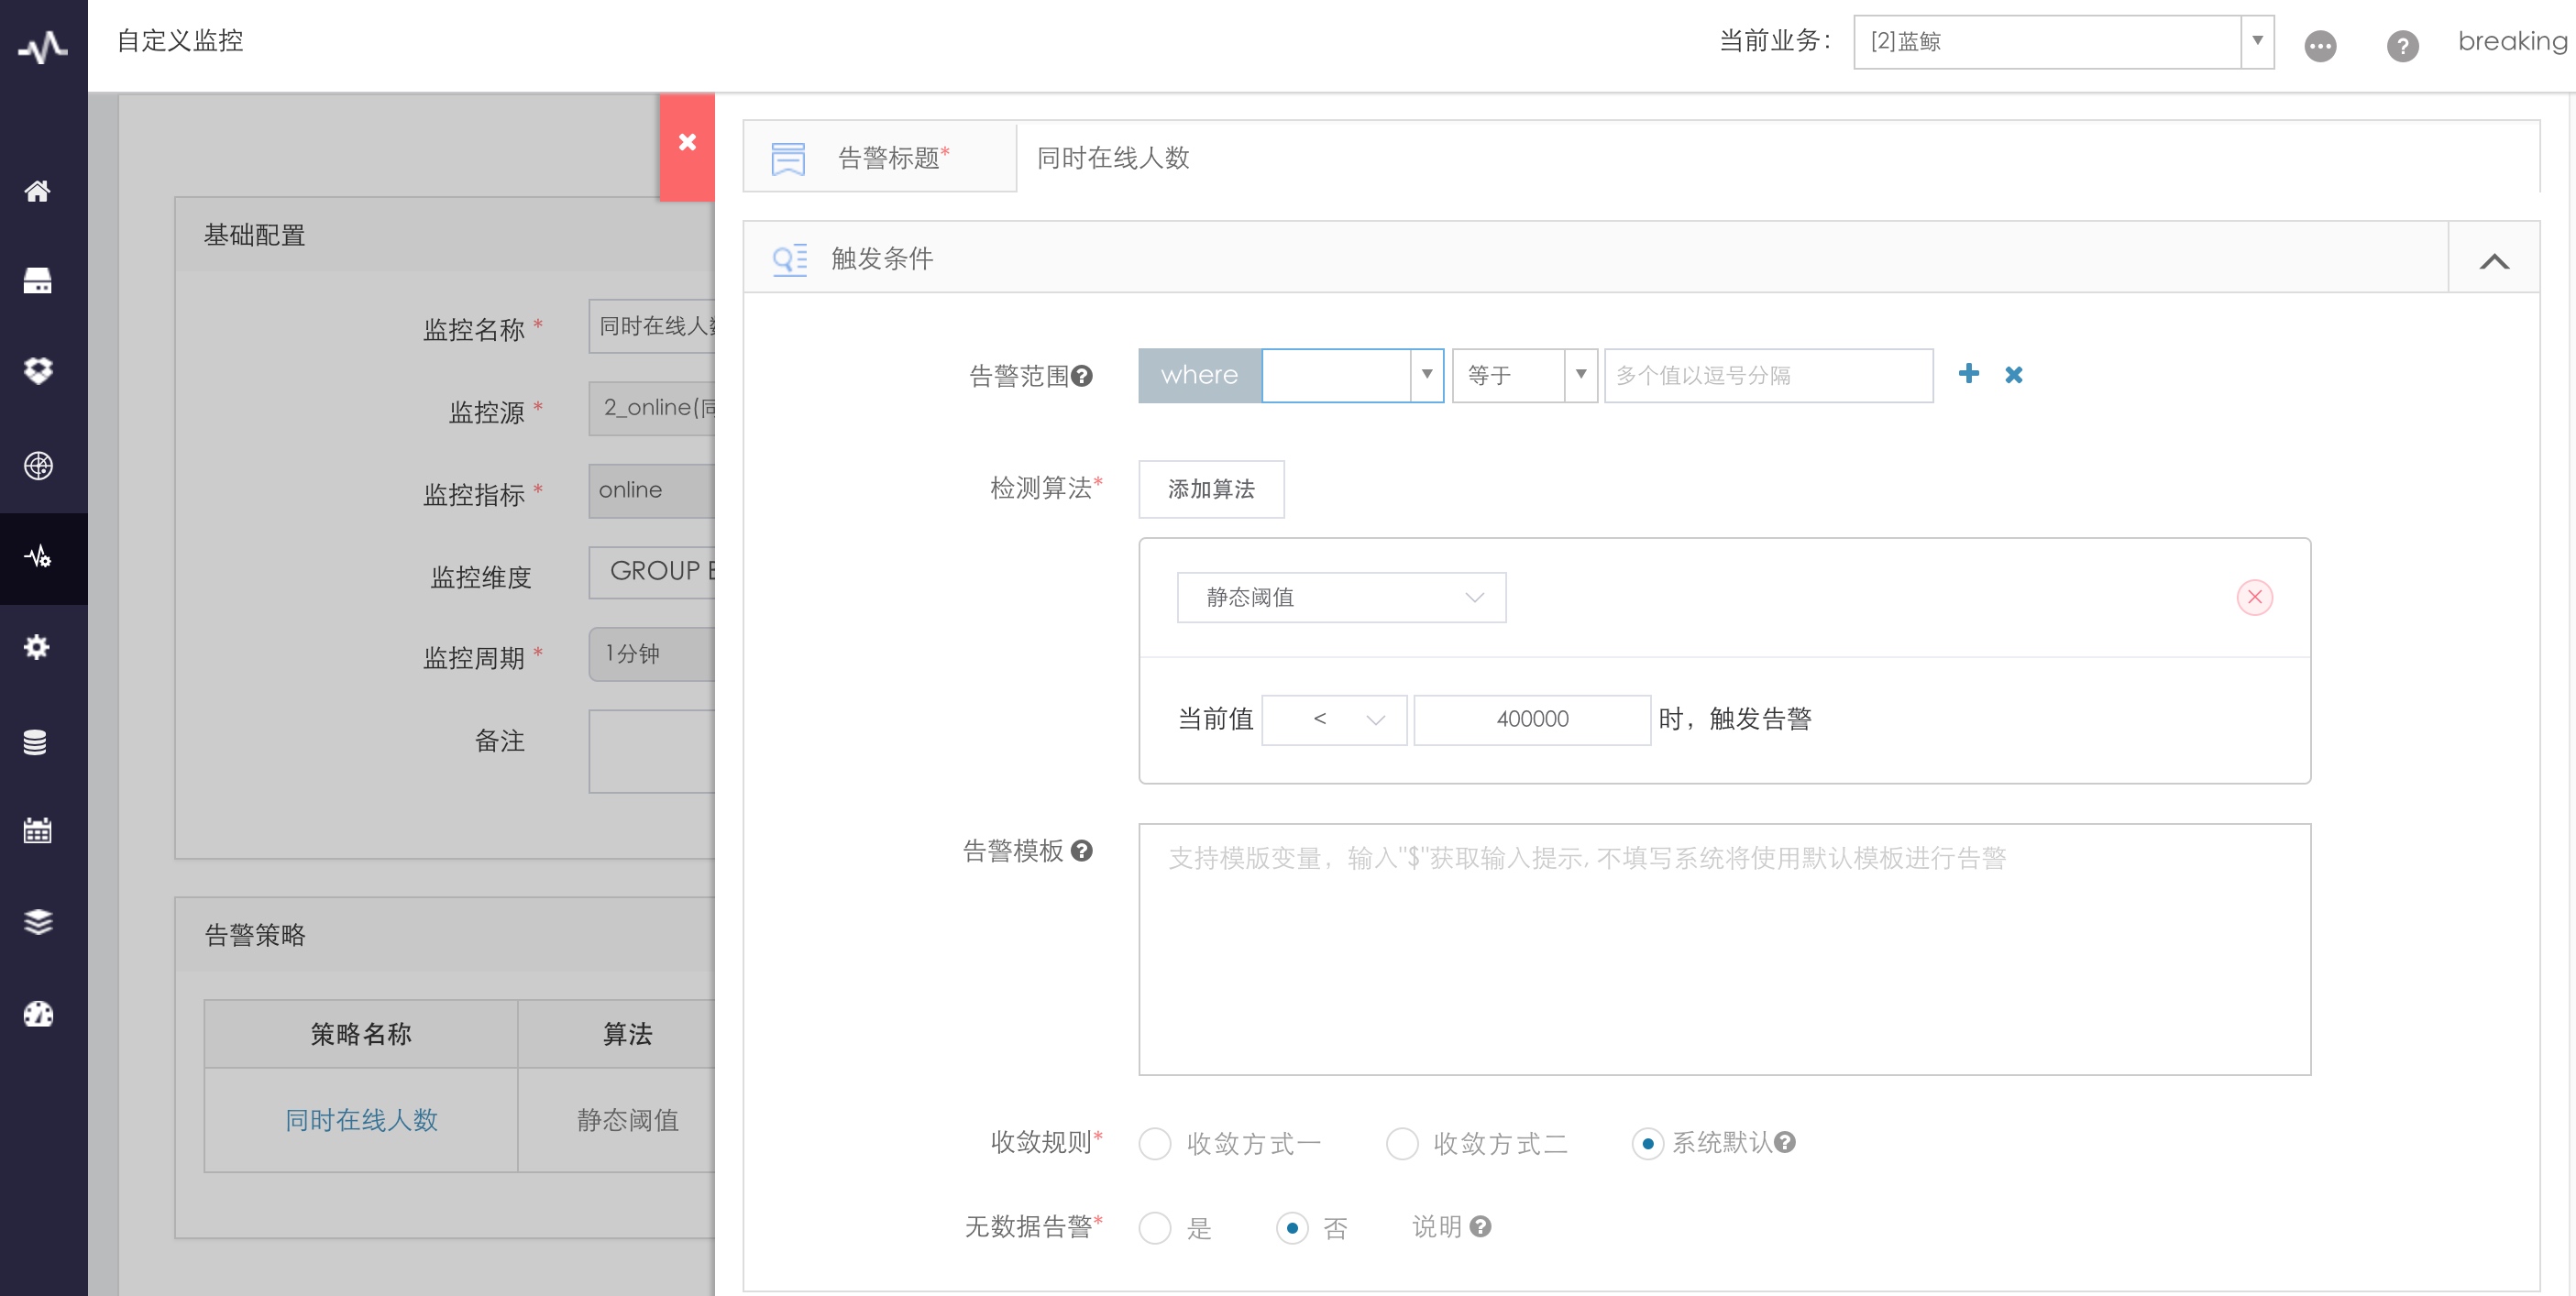 自定义监控
当前业务：
[2]蓝鲸
breaking
告警标题*
同时在线人数
触发条件
告警范围
where
等于
多个值以逗号分隔
检测算法*
添加算法
静态阈值
当前值 < 400000 时，触发告警
告警模板
支持模版变量，输入"$"获取输入提示, 不填写系统将使用默认模板进行告警
收敛规则*
收敛方式一
收敛方式二
系统默认
无数据告警*
是
否
说明
基础配置
监控名称 *
同时在线人
监控源 *
2_online(同
监控指标 *
online
监控维度
GROUP
监控周期 *
1分钟
备注
告警策略
策略名称
算法
同时在线人数
静态阈值